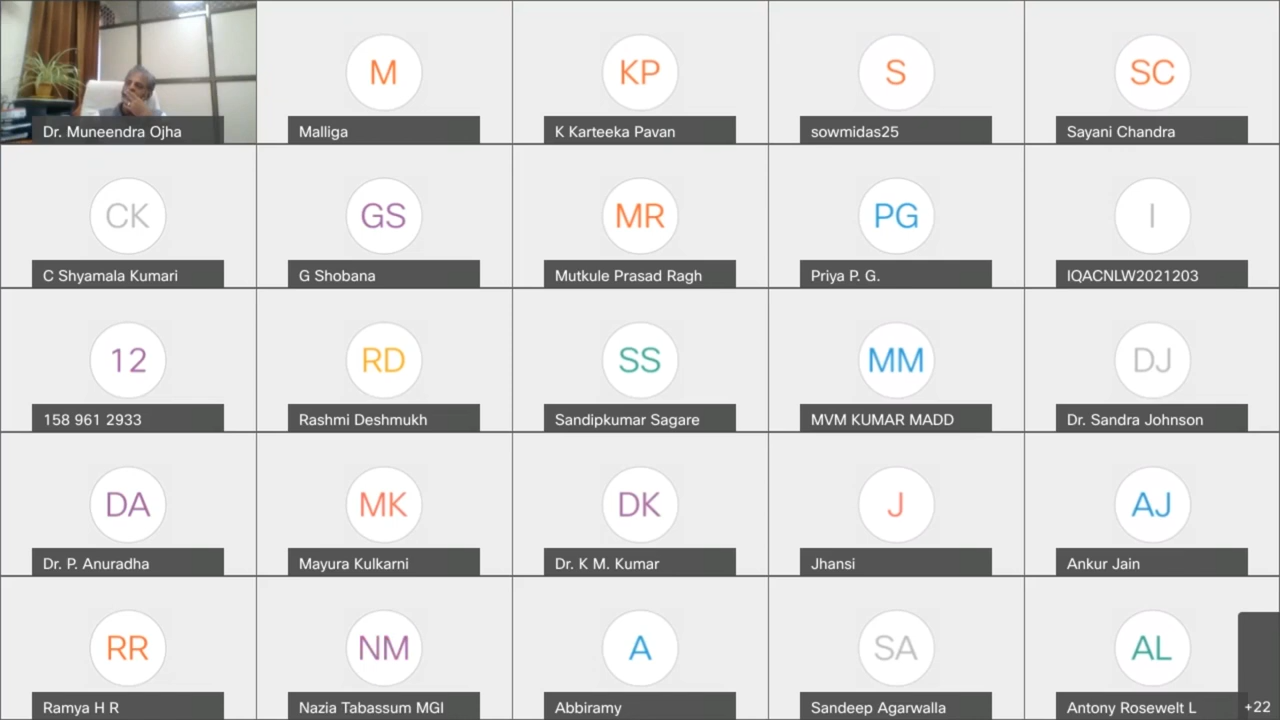 Dr. Muneendra Ojha
M
Malliga
KP
K Karteeka Pavan
S
sowmidas25
SC
Sayani Chandra
CK
C Shyamala Kumari
GS
G Shobana
MR
Mutkule Prasad Ragh
PG
Priya P. G.
I
IQACNLW2021203
12
158 961 2933
RD
Rashmi Deshmukh
SS
Sandipkumar Sagare
MM
MVM KUMAR MADD
DJ
Dr. Sandra Johnson
DA
Dr. P. Anuradha
MK
Mayura Kulkarni
DK
Dr. K M. Kumar
J
Jhansi
AJ
Ankur Jain
RR
Ramya H R
NM
Nazia Tabassum MGI
A
Abbiramy
SA
Sandeep Agarwalla
AL
Antony Rosewelt L
+22